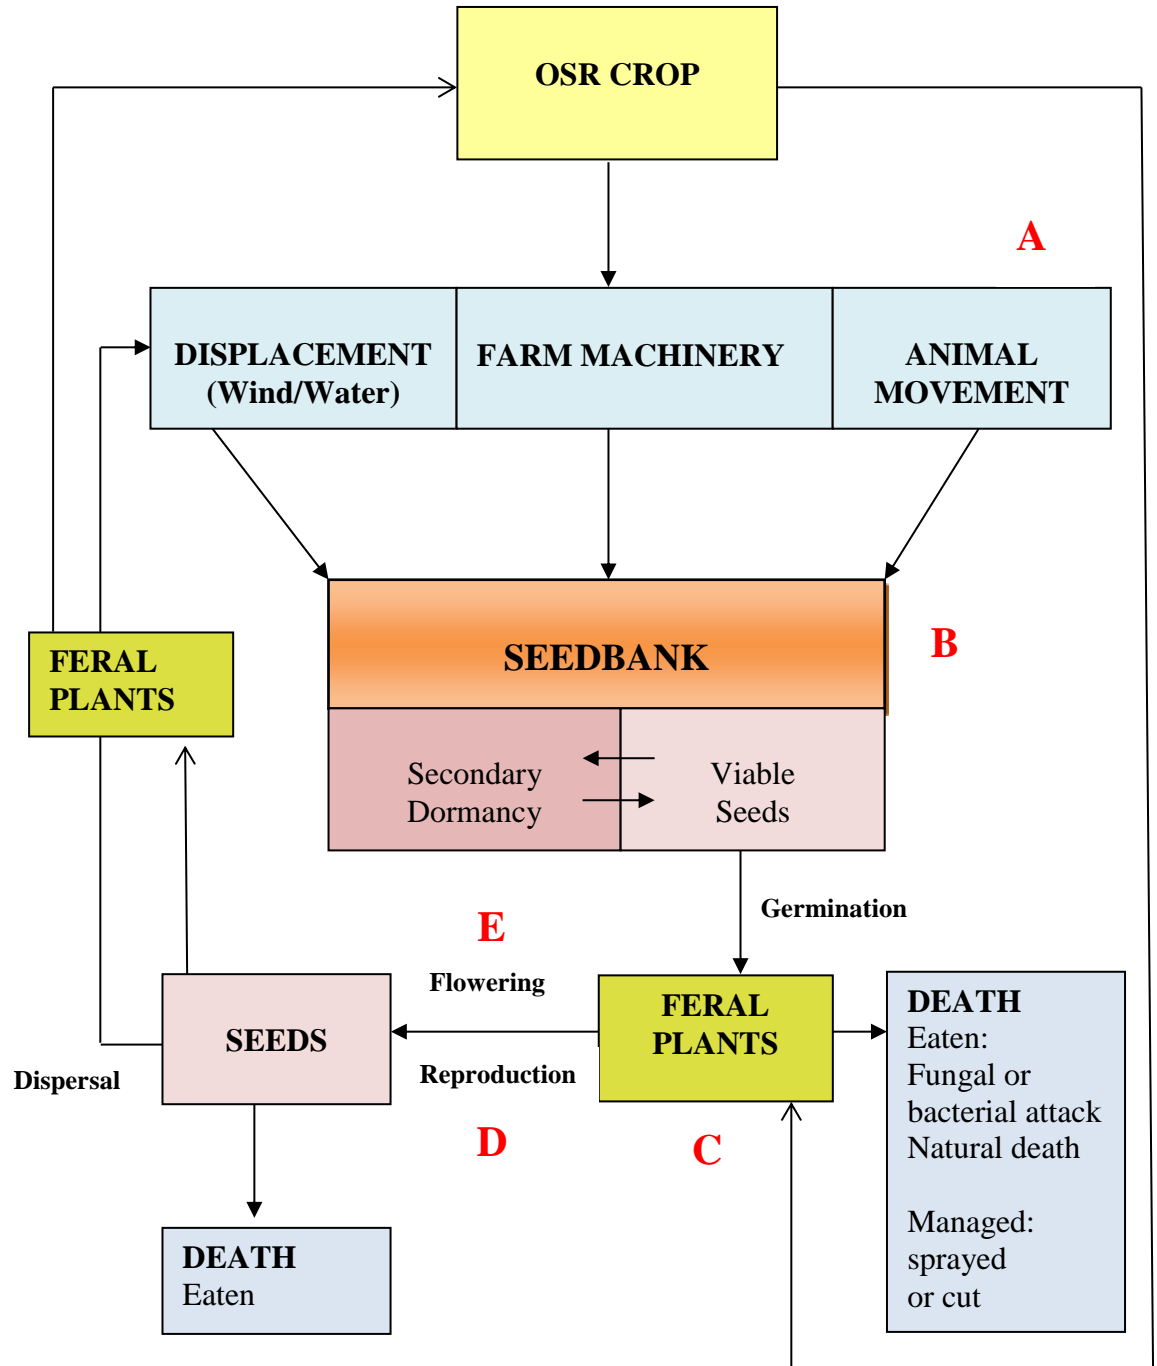 OSR CROP
A
DISPLACEMENT
(Wind/Water)
FARM MACHINERY
ANIMAL
MOVEMENT
SEEDBANK
B
FERAL
PLANTS
Secondary
Dormancy
Viable
Seeds
Germination
E
Flowering
SEEDS
FERAL
PLANTS
DEATH
Eaten:
Fungal or
bacterial attack
Natural death
Managed:
sprayed
or cut
Dispersal
Reproduction
D
C
DEATH
Eaten